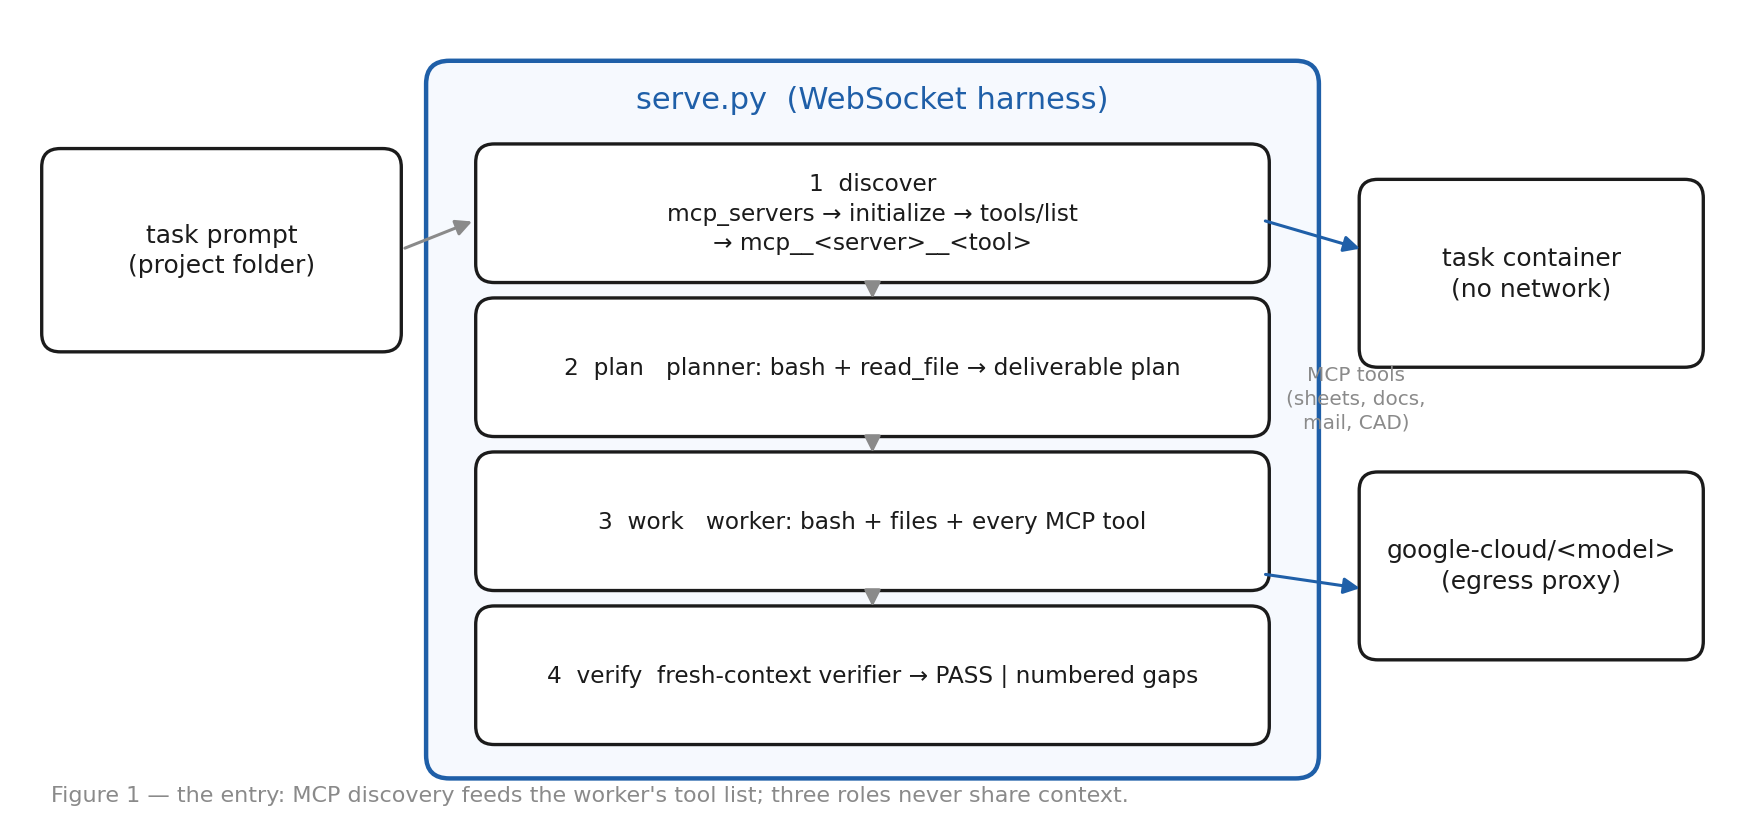 serve.py  (WebSocket harness)
task prompt
(project folder)
1  discover
mcp_servers → initialize → tools/list
→ mcp__<server>__<tool>
task container
(no network)
2  plan   planner: bash + read_file → deliverable plan
MCP tools
(sheets, docs,
mail, CAD)
3  work   worker: bash + files + every MCP tool
google-cloud/<model>
(egress proxy)
4  verify  fresh-context verifier → PASS | numbered gaps
Figure 1 — the entry: MCP discovery feeds the worker's tool list; three roles never share context.